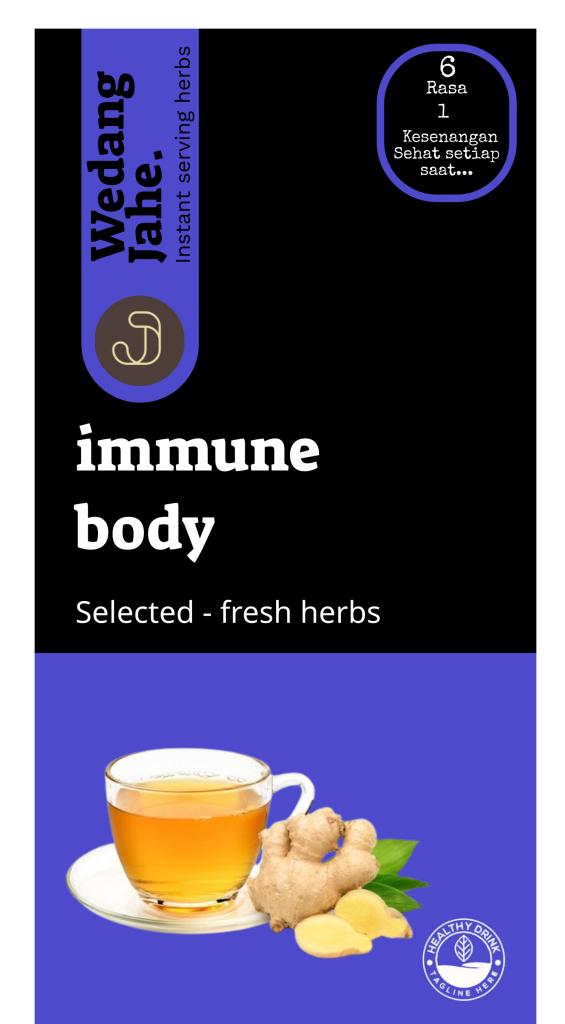 Wedang
Jahe.
Instant serving herbs
6
Rasa
1
Kesenangan
Sehat setiap
saat...
J
immune
body
Selected - fresh herbs
HEALTHY DRINK
TAGLINE HERE